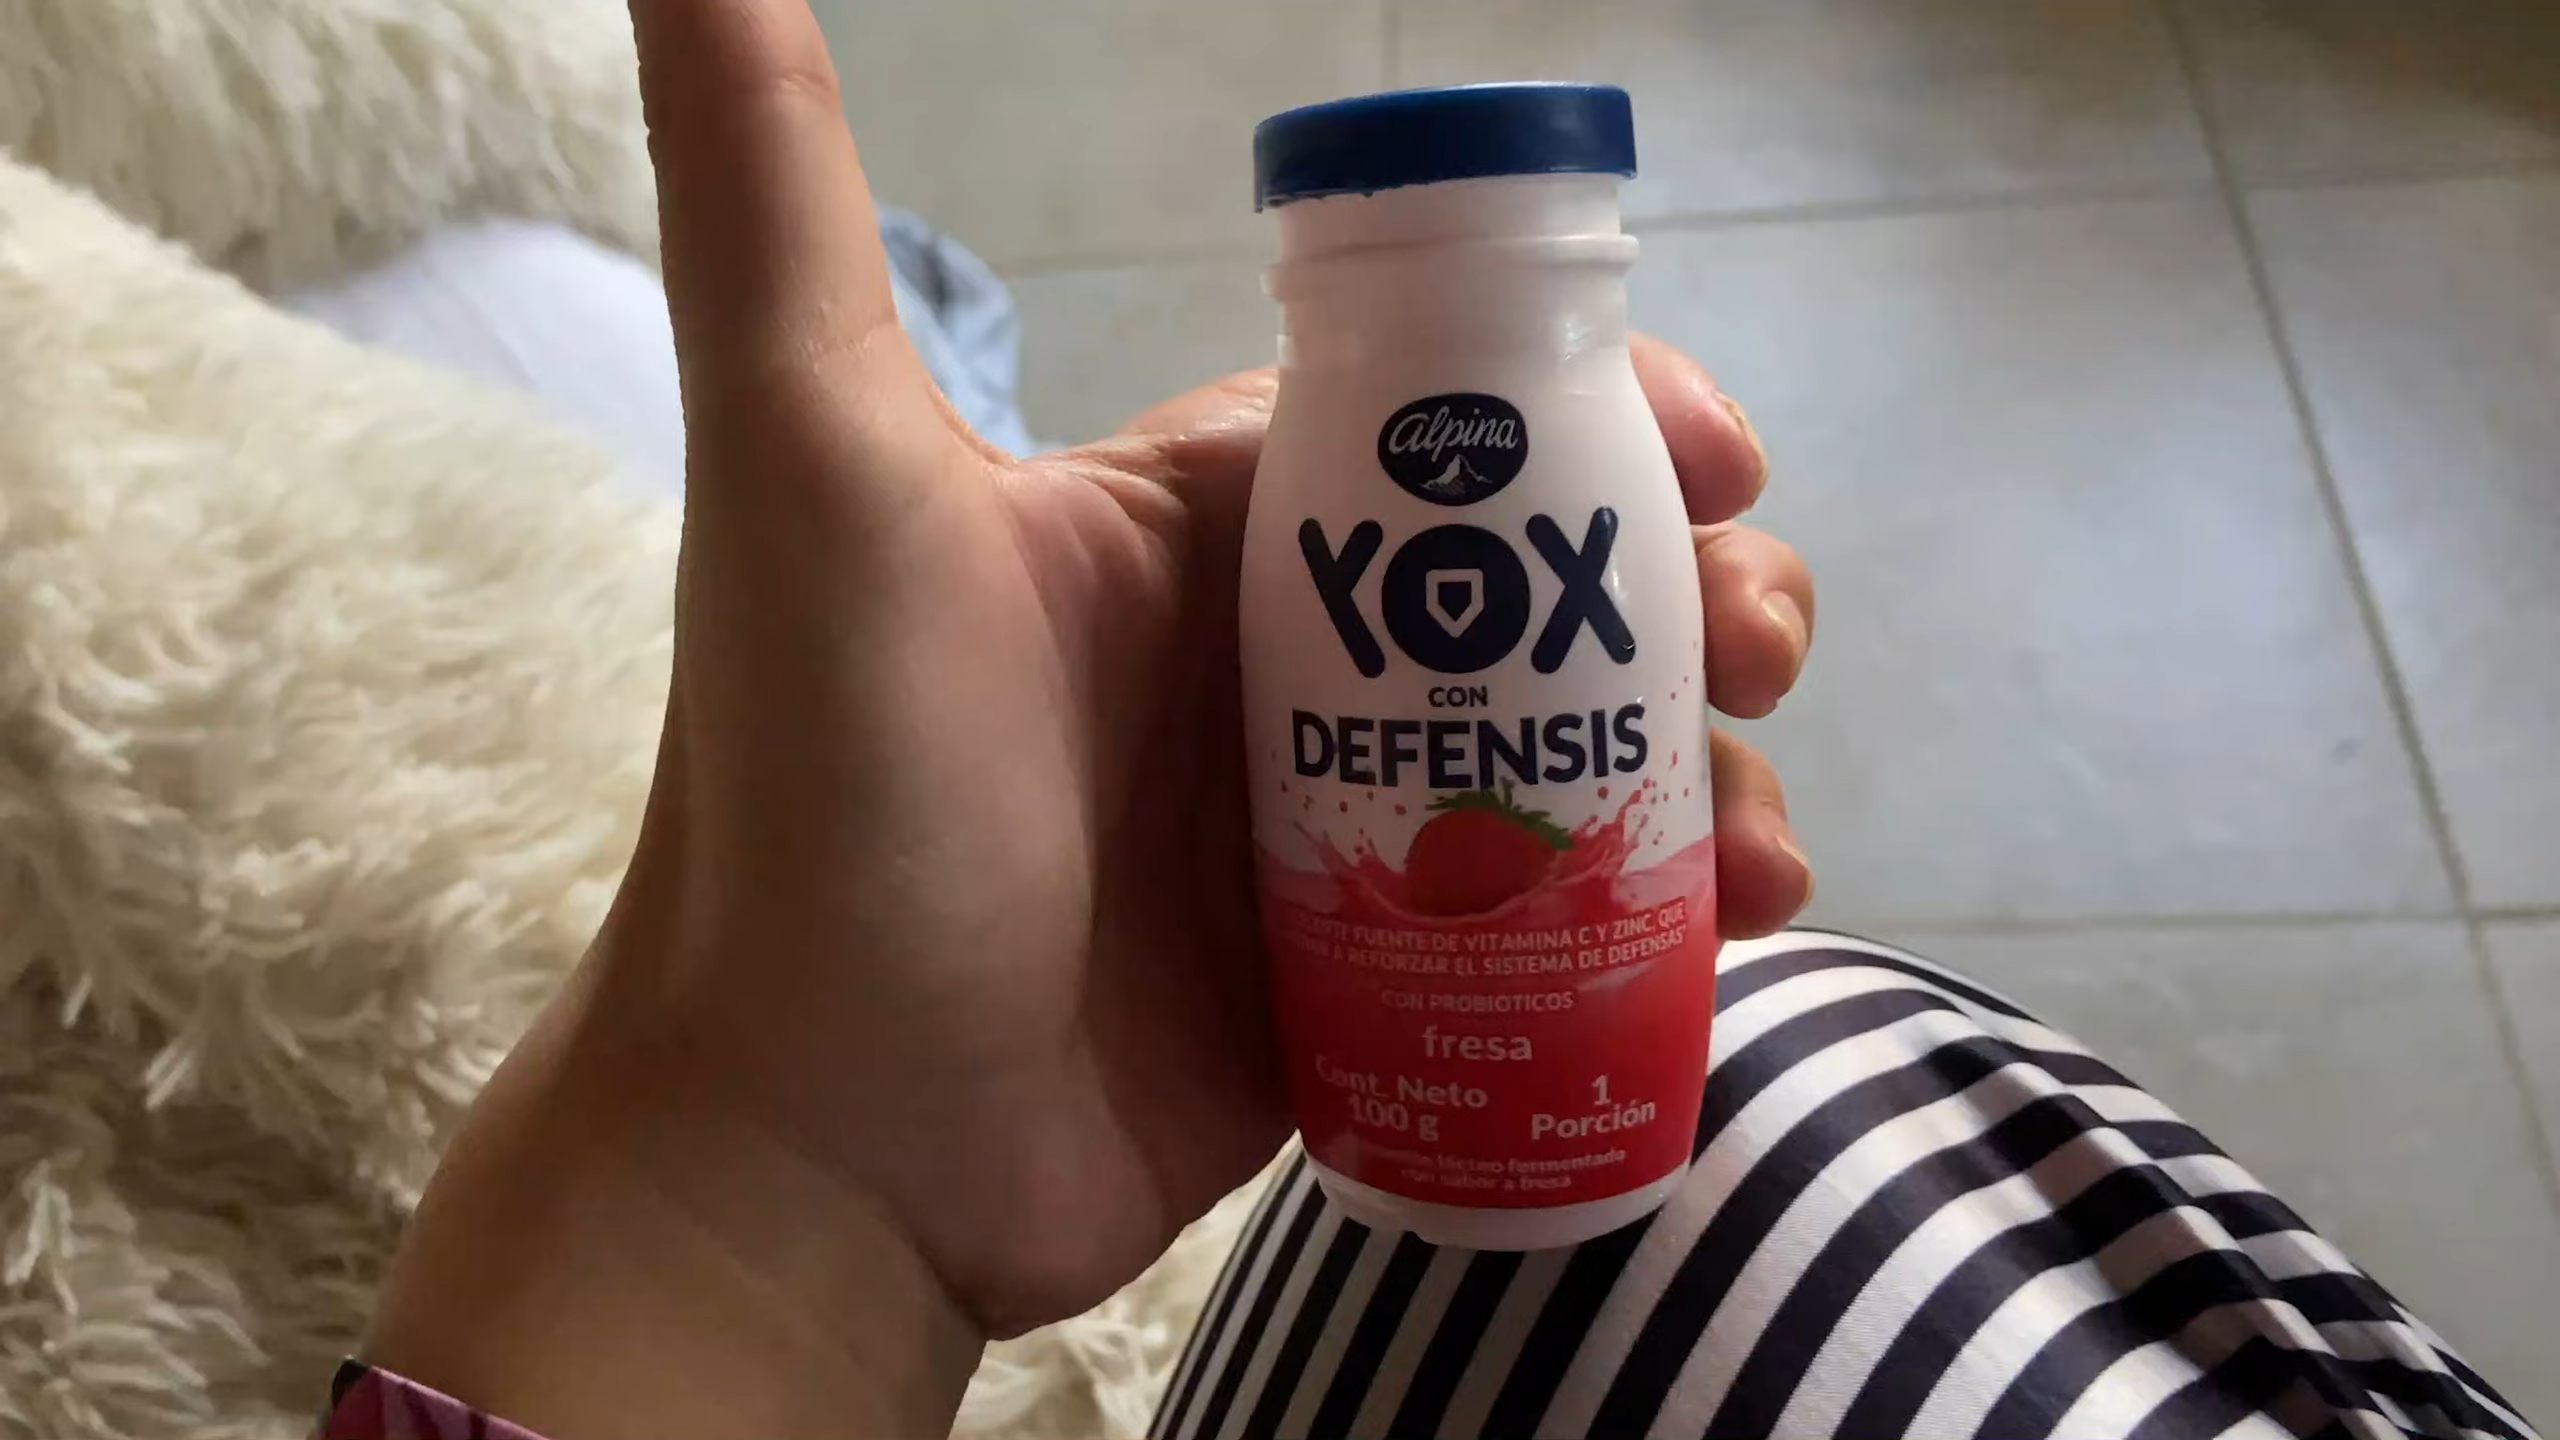 alpina
YOX
CON
DEFENSIS
FUENTE DE VITAMINA C Y ZINC, QUE
A REFORZAR EL SISTEMA DE DEFENSAS*
CON PROBIOTICOS
fresa
Cont. Neto
100 g
1
Porción
lácteo fermentado
con sabor a fresa